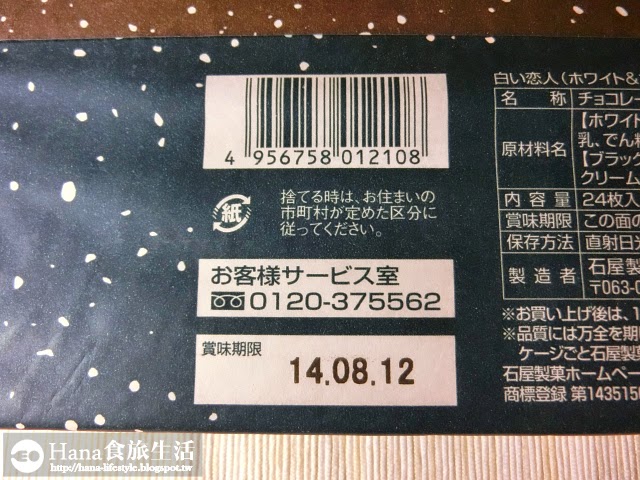 4 956758 012108
紙
捨てる時は、お住まいの
市町村が定めた区分に
従ってください。
お客様サービス室
0120-375562
賞味期限
14.08.12
白い恋人(ホワイト&
名 称 チョコレー
原材料名 【ホワイト
乳、でん粉
【ブラック
クリーム
内 容 量 24枚入
賞味期限 この面の
保存方法 直射日光
製 造 者 石屋製
〒063-0
※お買い上げ後は、1
※品質には万全を期
ケージごと石屋製
石屋製菓ホームペー
商標登録 第1435156
Hana食旅生活
http://hana-lifestyle.blogspot.tw